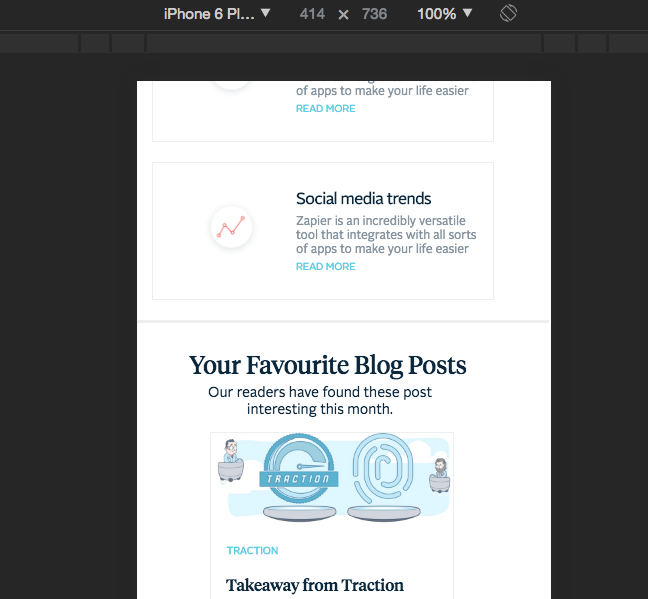 iPhone 6 Pl... ▼ 414 × 736 100% ▼
of apps to make your life easier
READ MORE
Social media trends
Zapier is an incredibly versatile
tool that integrates with all sorts
of apps to make your life easier
READ MORE
Your Favourite Blog Posts
Our readers have found these post
interesting this month.
TRACTION
TRACTION
Takeaway from Traction